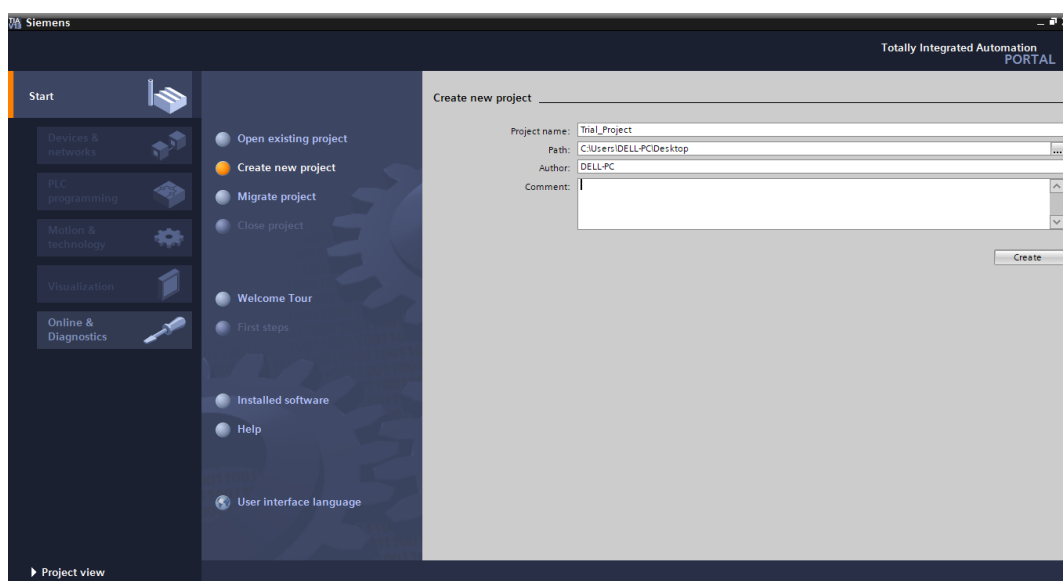 TIA
V13
Siemens
Totally Integrated Automation
PORTAL
Start
Devices &
networks
PLC
programming
Motion &
technology
Visualization
Online &
Diagnostics
Open existing project
Create new project
Migrate project
Close project
Welcome Tour
First steps
Installed software
Help
User interface language
Create new project
Project name: Trial_Project
Path: C:\Users\DELL-PC\Desktop
...
Author: DELL-PC
Comment:
Create
Project view